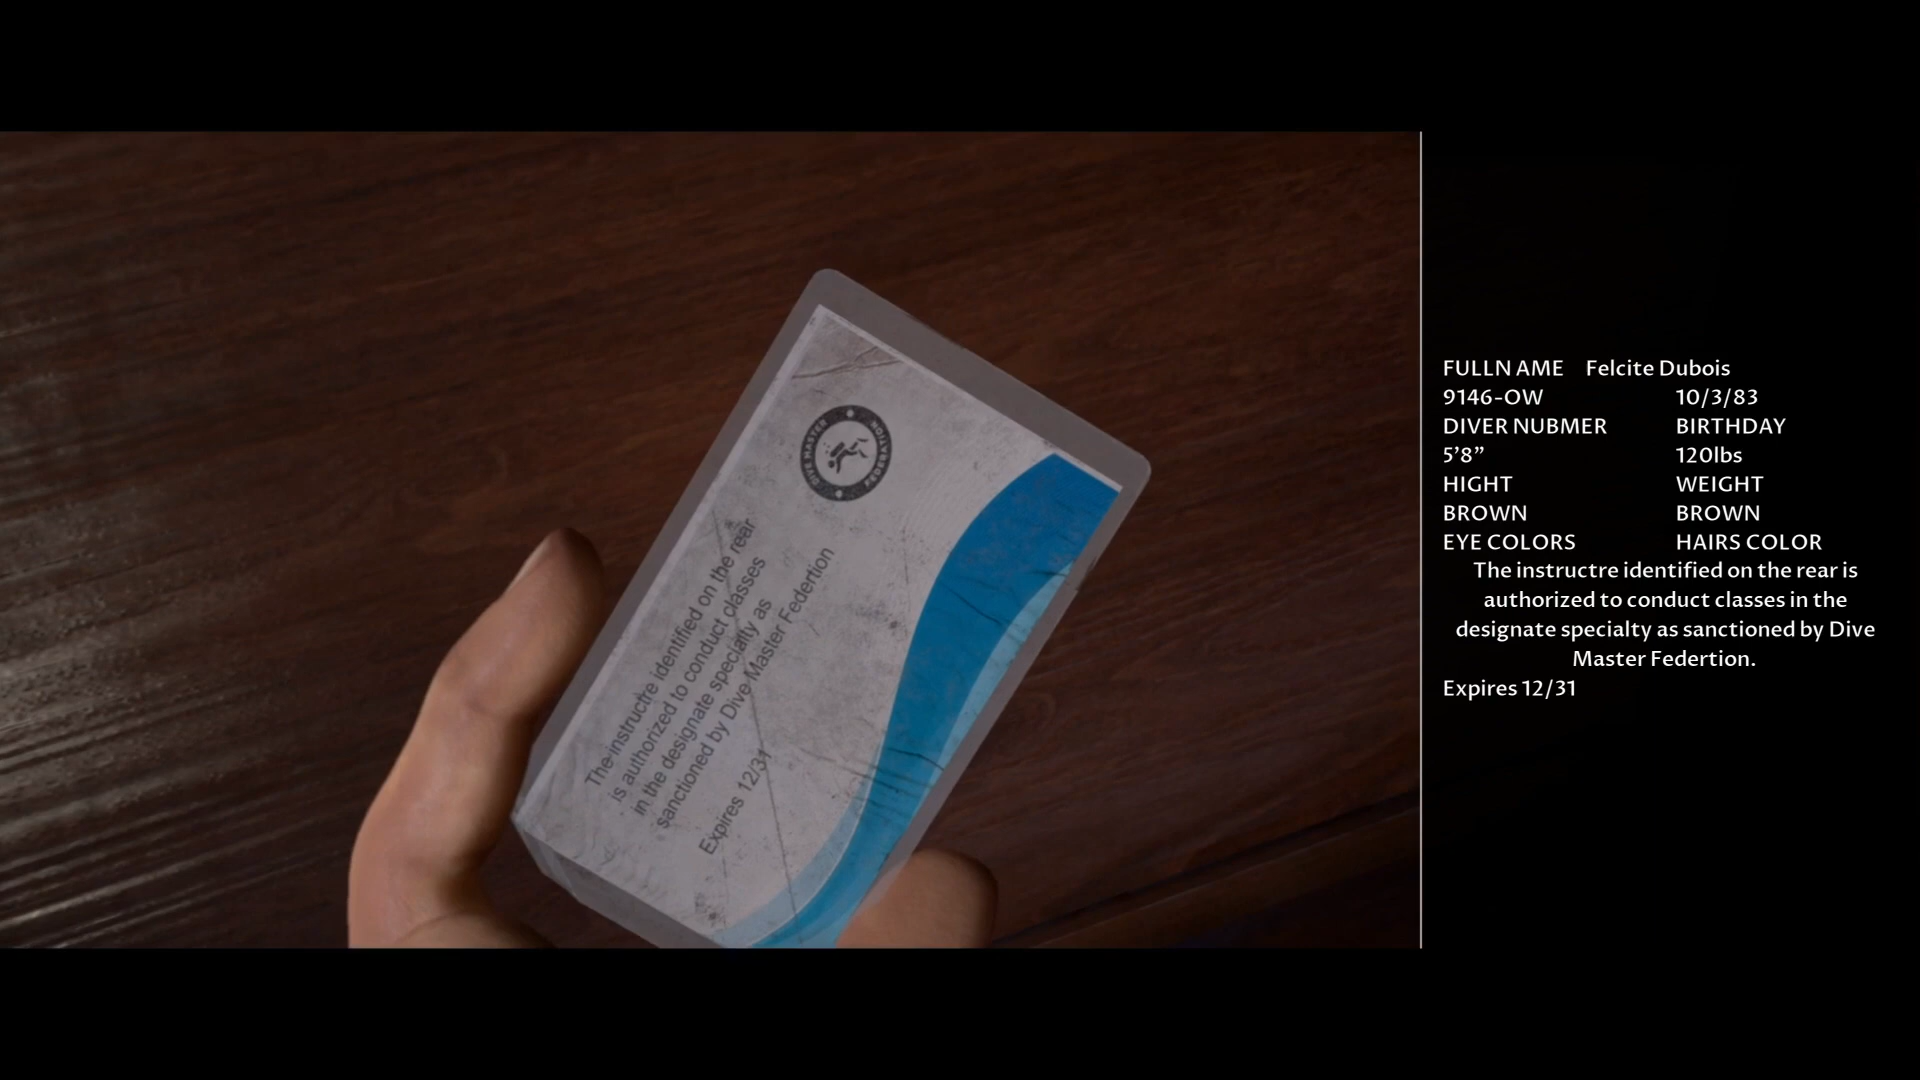 DIVE MASTER FEDERATION
The instructre identified on the rear
is authorized to conduct classes
in the designate specialty as
sanctioned by Dive Master Federtion
Expires 12/31
FULLN AME Felcite Dubois
9146-OW 10/3/83
DIVER NUBMER BIRTHDAY
5’8” 120lbs
HIGHT WEIGHT
BROWN BROWN
EYE COLORS HAIRS COLOR
The instructre identified on the rear is
authorized to conduct classes in the
designate specialty as sanctioned by Dive
Master Federtion.
Expires 12/31